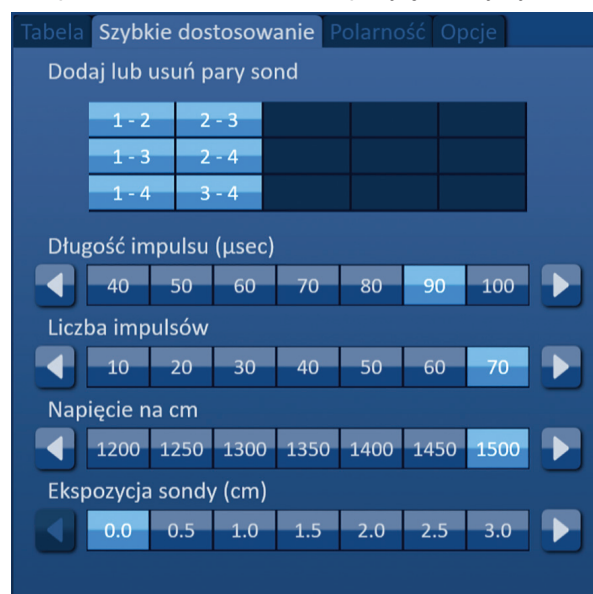 Tabela Szybkie dostosowanie Polarność Opcje
Dodaj lub usuń pary sond
1 - 2 2 - 3
1 - 3 2 - 4
1 - 4 3 - 4
Długość impulsu (µsec)
40 50 60 70 80 90 100
Liczba impulsów
10 20 30 40 50 60 70
Napięcie na cm
1200 1250 1300 1350 1400 1450 1500
Ekspozycja sondy (cm)
0.0 0.5 1.0 1.5 2.0 2.5 3.0